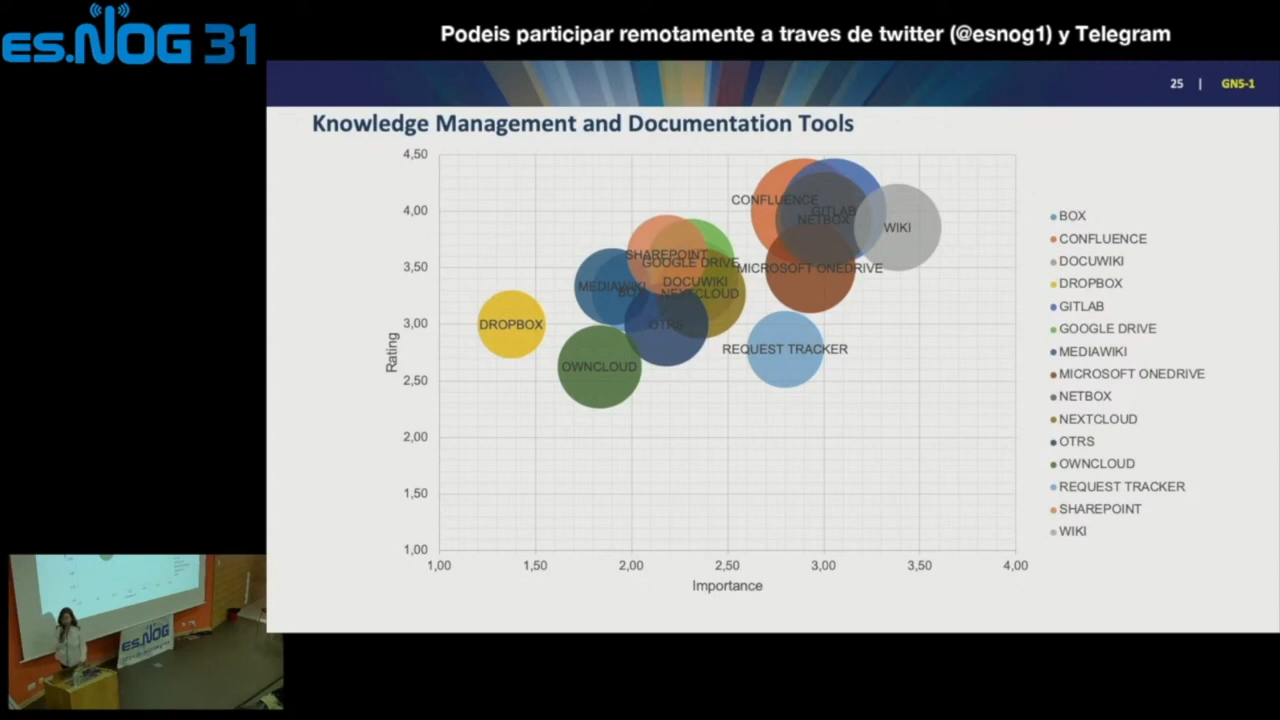 es.NOG 31
Podeis participar remotamente a traves de twitter (@esnog1) y Telegram
25 | GN5-1
Knowledge Management and Documentation Tools
4,50
4,00
3,50
3,00
2,50
2,00
1,50
1,00
Rating
1,00 1,50 2,00 2,50 3,00 3,50 4,00
Importance
CONFLUENCE
GITLAB
NETBOX
WIKI
SHAREPOINT
GOOGLE DRIVE
MICROSOFT ONEDRIVE
DOCUWIKI
MEDIAWIKI
BOX
NEXTCLOUD
DROPBOX
OTRS
REQUEST TRACKER
OWNCLOUD
BOX
CONFLUENCE
DOCUWIKI
DROPBOX
GITLAB
GOOGLE DRIVE
MEDIAWIKI
MICROSOFT ONEDRIVE
NETBOX
NEXTCLOUD
OTRS
OWNCLOUD
REQUEST TRACKER
SHAREPOINT
WIKI
es.NOG